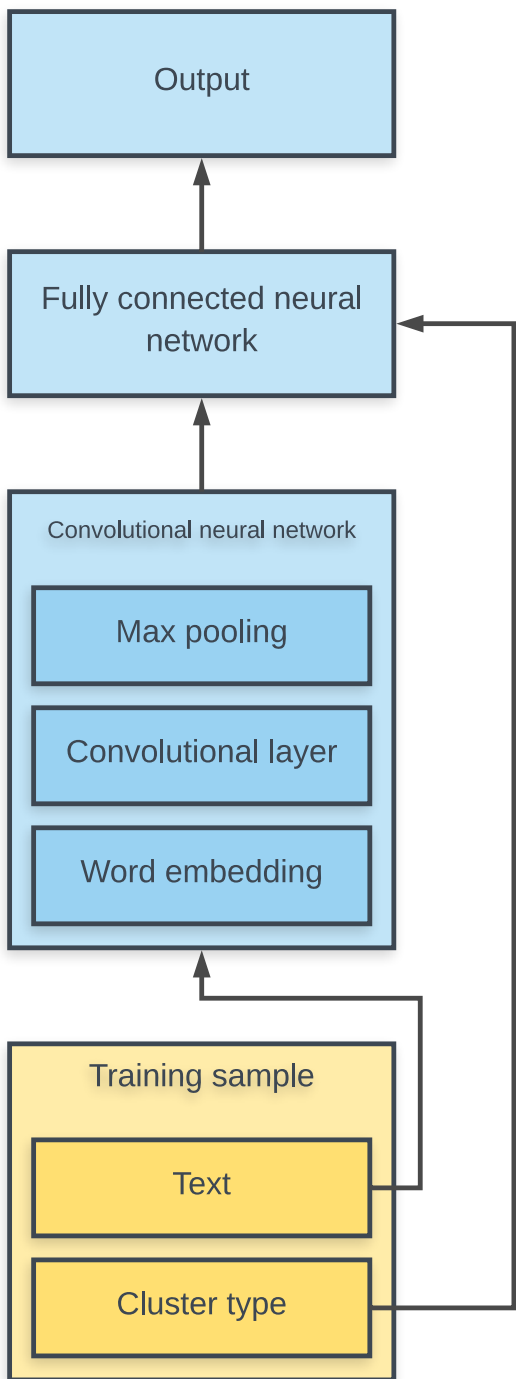 Output
Fully connected neural
network
Convolutional neural network
Max pooling
Convolutional layer
Word embedding
Training sample
Text
Cluster type